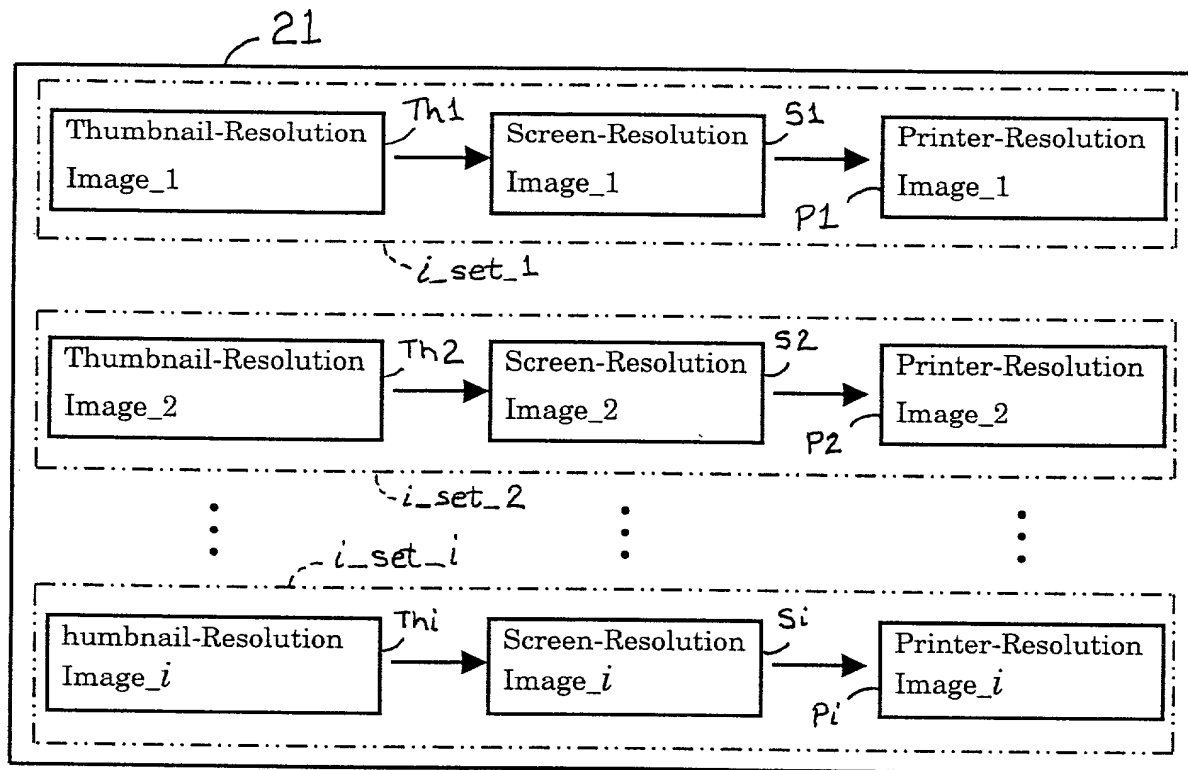 21
Thumbnail-Resolution
Image_1
Th1
Screen-Resolution
Image_1
S1
Printer-Resolution
Image_1
P1
i_set_1
Thumbnail-Resolution
Image_2
Th2
Screen-Resolution
Image_2
S2
Printer-Resolution
Image_2
P2
i_set_2
i_set_i
humbnail-Resolution
Image_i
Thi
Screen-Resolution
Image_i
Si
Printer-Resolution
Image_i
Pi